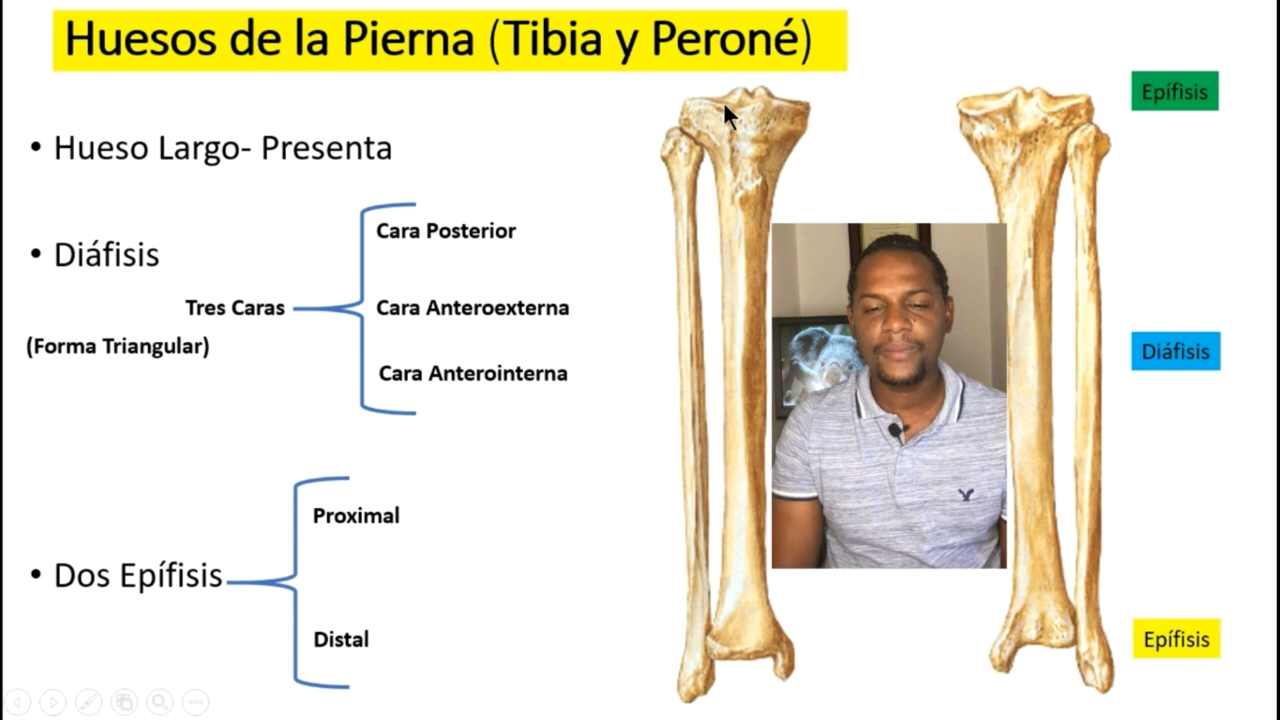 Huesos de la Pierna (Tibia y Peroné)
• Hueso Largo- Presenta
• Diáfisis
Tres Caras
(Forma Triangular)
Cara Posterior
Cara Anteroexterna
Cara Anterointerna
• Dos Epífisis
Proximal
Distal
Epífisis
Diáfisis
Epífisis